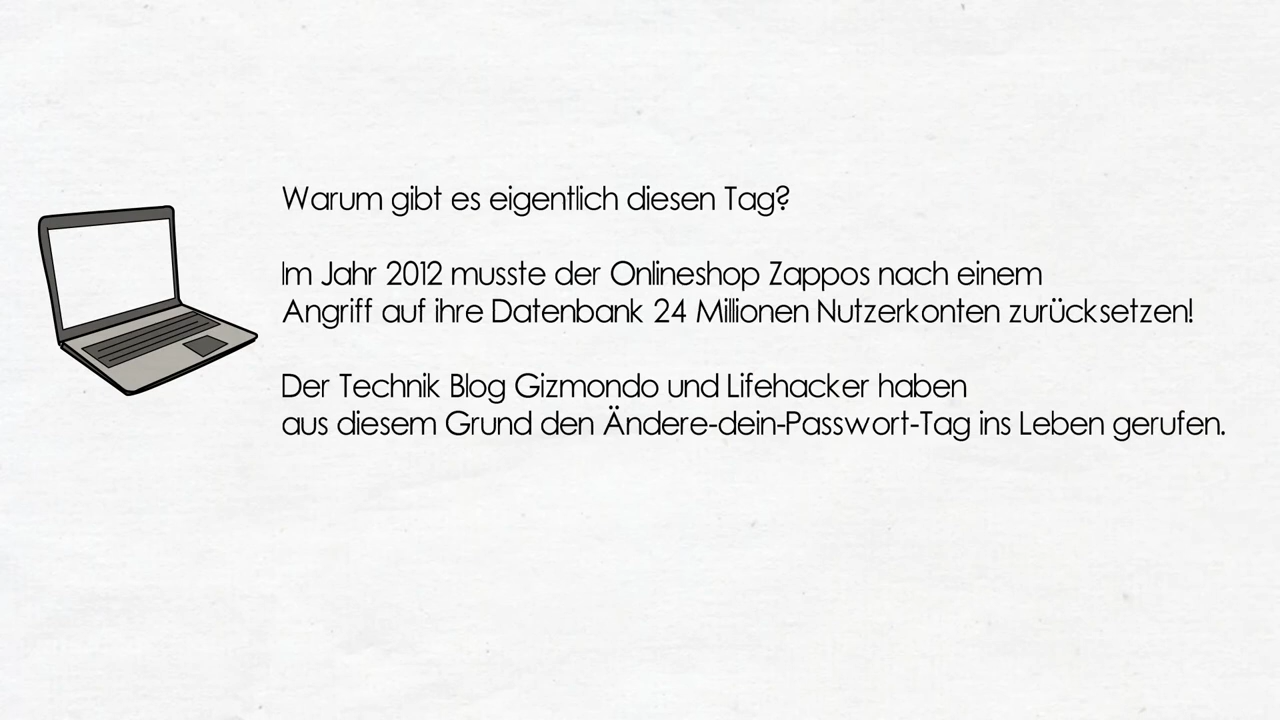 Warum gibt es eigentlich diesen Tag?
Im Jahr 2012 musste der Onlineshop Zappos nach einem
Angriff auf ihre Datenbank 24 Millionen Nutzerkonten zurücksetzen!
Der Technik Blog Gizmondo und Lifehacker haben
aus diesem Grund den Ändere-dein-Passwort-Tag ins Leben gerufen.